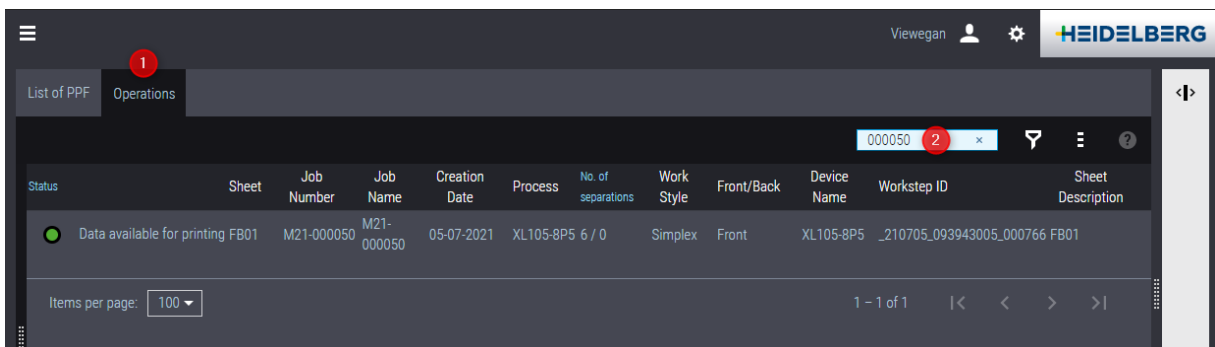 Viewegan HEIDELBERG
1
List of PPF Operations
000050 2 ×
Status Sheet Job Number Job Name Creation Date Process No. of separations Work Style Front/Back Device Name Workstep ID Sheet Description
Data available for printing FB01 M21-000050 M21-000050 05-07-2021 XL105-8P5 6 / 0 Simplex Front XL105-8P5 _210705_093943005_000766 FB01
Items per page: 100 1 – 1 of 1